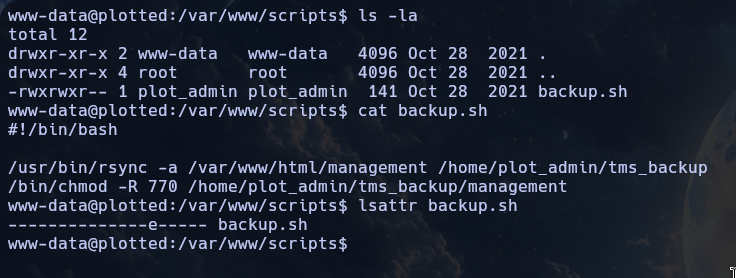 www-data@plotted:/var/www/scripts$ ls -la
total 12
drwxr-xr-x 2 www-data   www-data   4096 Oct 28  2021 .
drwxr-xr-x 4 root       root       4096 Oct 28  2021 ..
-rwxrwxr-- 1 plot_admin plot_admin  141 Oct 28  2021 backup.sh
www-data@plotted:/var/www/scripts$ cat backup.sh
#!/bin/bash

/usr/bin/rsync -a /var/www/html/management /home/plot_admin/tms_backup
/bin/chmod -R 770 /home/plot_admin/tms_backup/management
www-data@plotted:/var/www/scripts$ lsattr backup.sh
--------------e----- backup.sh
www-data@plotted:/var/www/scripts$